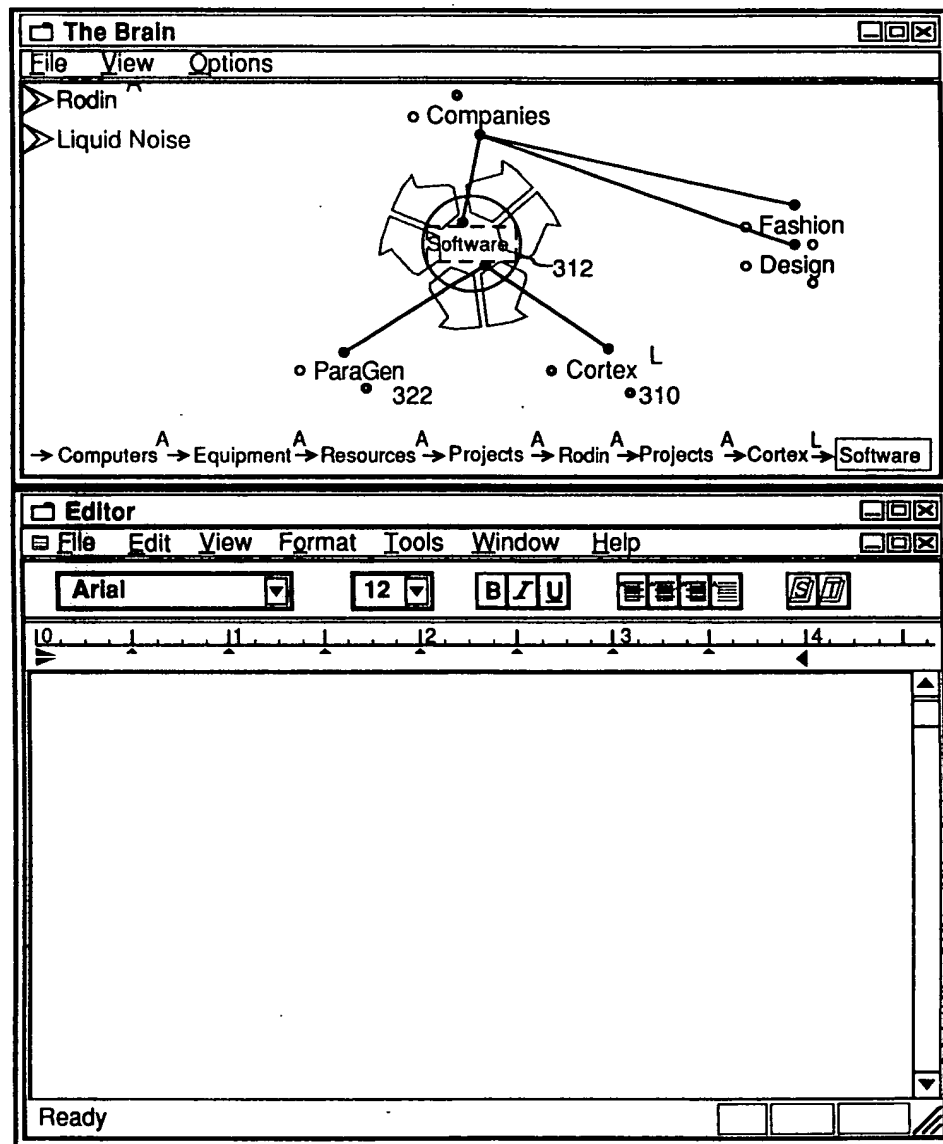 The Brain
File View Options
Rodin A
Liquid Noise
Companies
Fashion
Software
312
Design
ParaGen
322
Cortex L
310
→ Computers A → Equipment A → Resources A → Projects A → Rodin A → Projects A → Cortex L → Software
Editor
File Edit View Format Tools Window Help
Arial 12 B I U S T
0 1 2 3 4
Ready